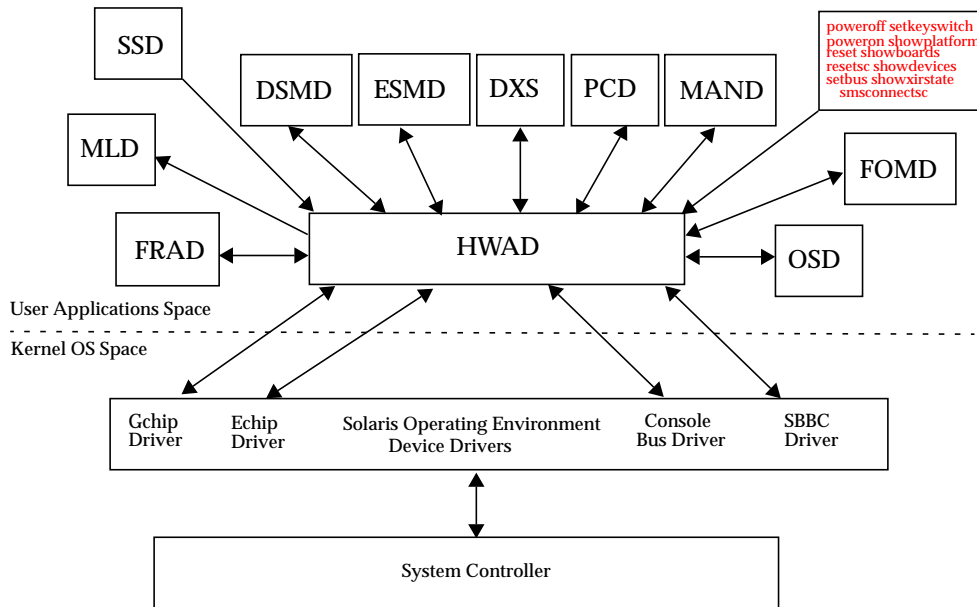 poweroff setkeyswitch
poweron showplatform
reset showboards
resetsc showdevices
setbus showxirstate
smsconnectsc
SSD
DSMD
ESMD
DXS
PCD
MAND
MLD
FOMD
FRAD
HWAD
OSD
User Applications Space
Kernel OS Space
Gchip
Driver
Echip
Driver
Solaris Operating Environment
Device Drivers
Console
Bus Driver
SBBC
Driver
System Controller